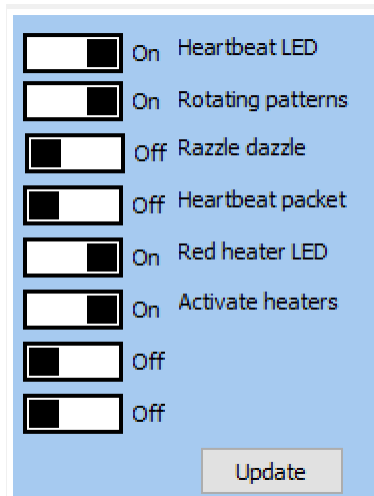 On Heartbeat LED
On Rotating patterns
Off Razzle dazzle
Off Heartbeat packet
On Red heater LED
On Activate heaters
Off
Off
Update